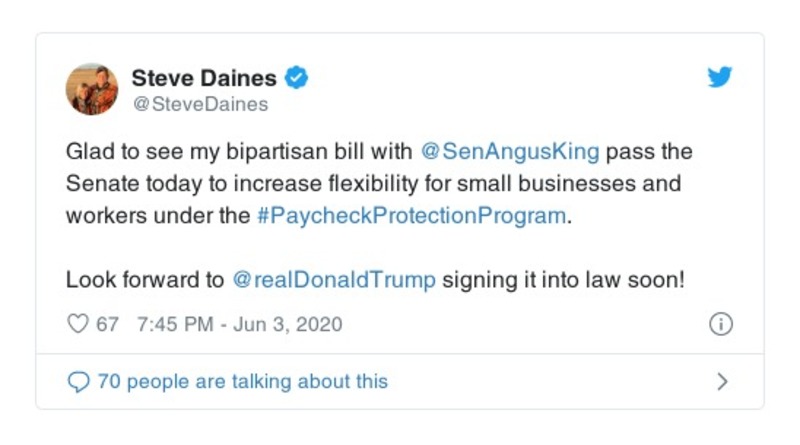 Steve Daines
@SteveDaines
Glad to see my bipartisan bill with @SenAngusKing pass the
Senate today to increase flexibility for small businesses and
workers under the #PaycheckProtectionProgram.
Look forward to @realDonaldTrump signing it into law soon!
67 7:45 PM - Jun 3, 2020
70 people are talking about this